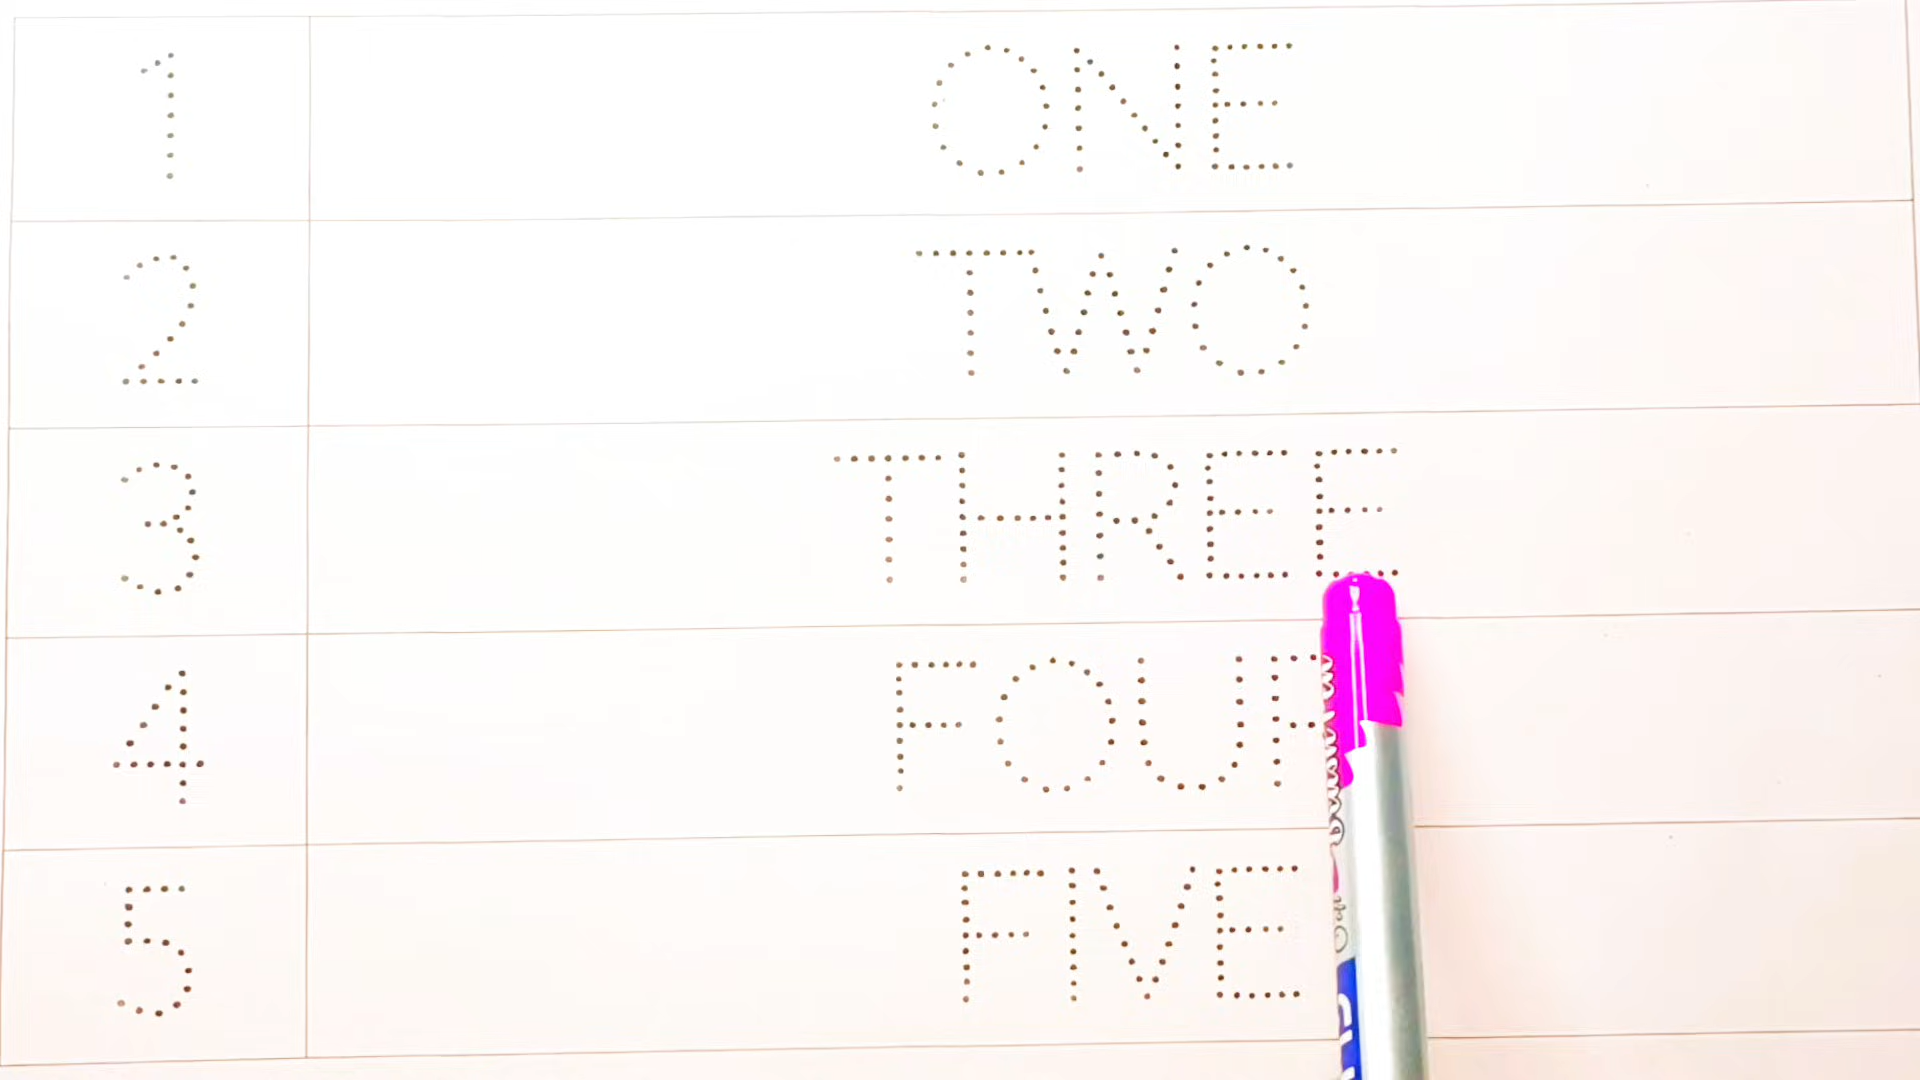 1 ONE
2 TWO
3 THREE
4 FOUR
5 FIVE